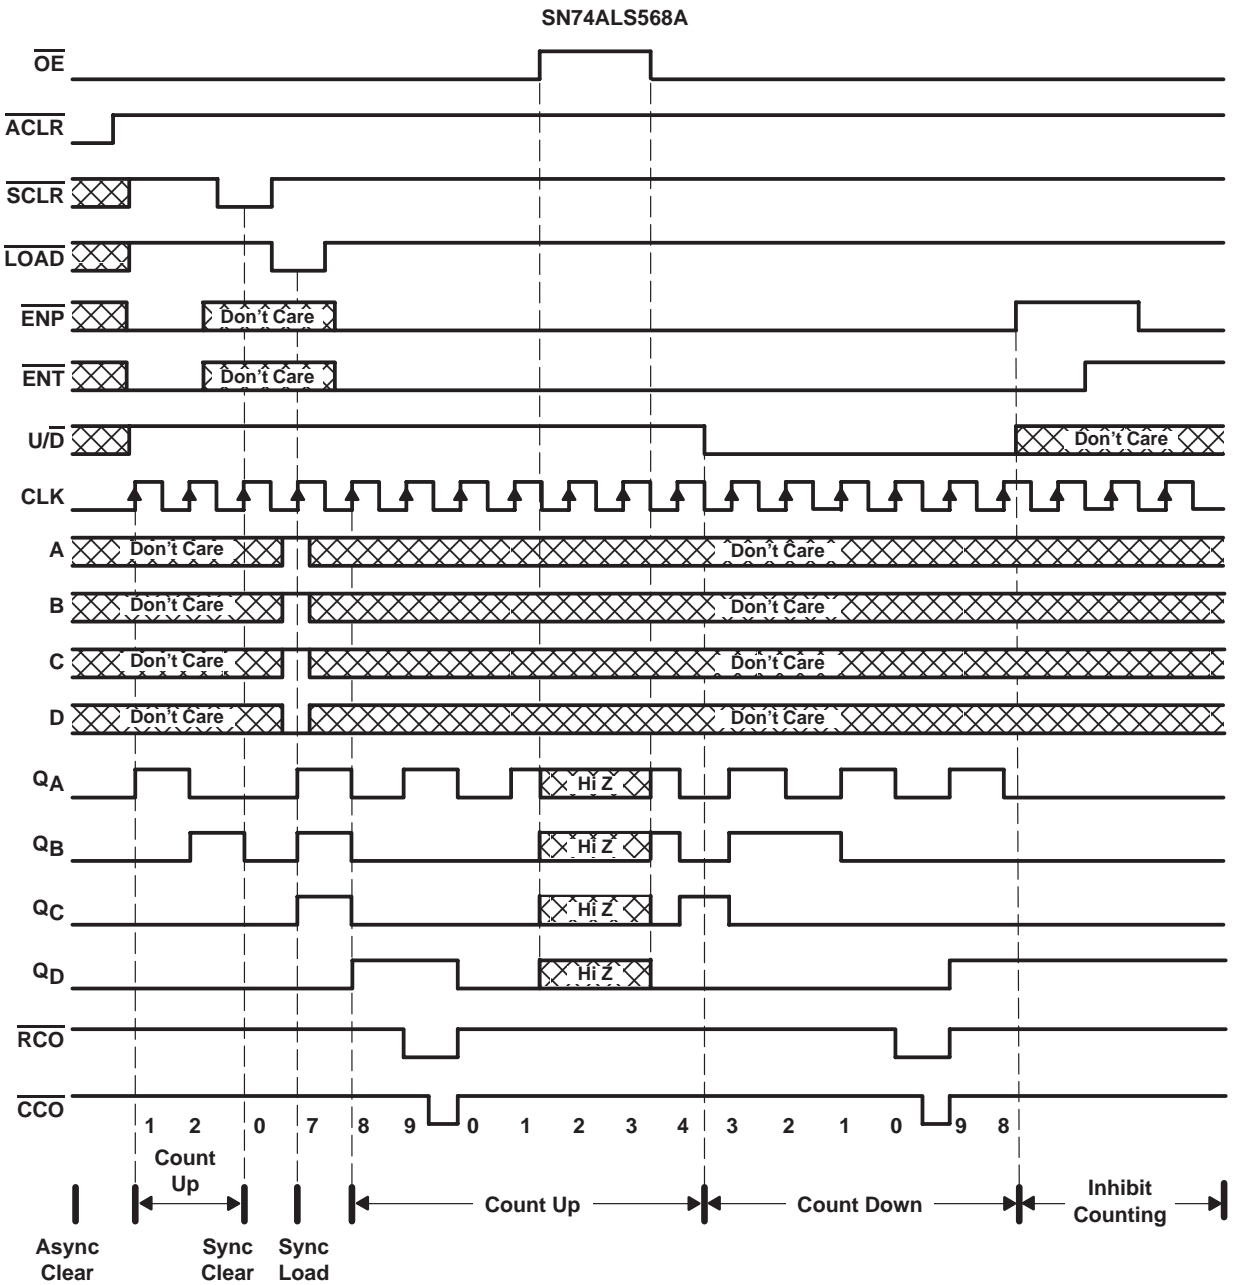 SN74ALS568A
OE
ACLR
SCLR
LOAD
ENP Don't Care
ENT Don't Care
U/D Don't Care
CLK
A Don't Care Don't Care
B Don't Care Don't Care
C Don't Care Don't Care
D Don't Care Don't Care
QA Hi Z
QB Hi Z
QC Hi Z
QD Hi Z
RCO
CCO
1 2 0 7 8 9 0 1 2 3 4 3 2 1 0 9 8
Count
Up
Count Up
Count Down
Inhibit
Counting
Async
Clear
Sync
Clear
Sync
Load